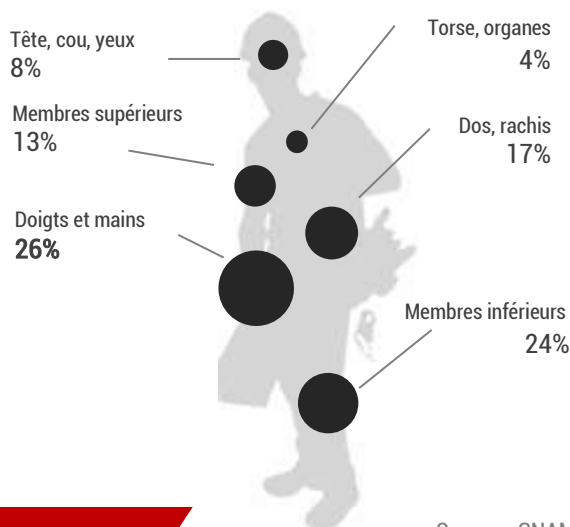 Tête, cou, yeux
8%
Torse, organes
4%
Membres supérieurs
13%
Dos, rachis
17%
Doigts et mains
26%
Membres inférieurs
24%